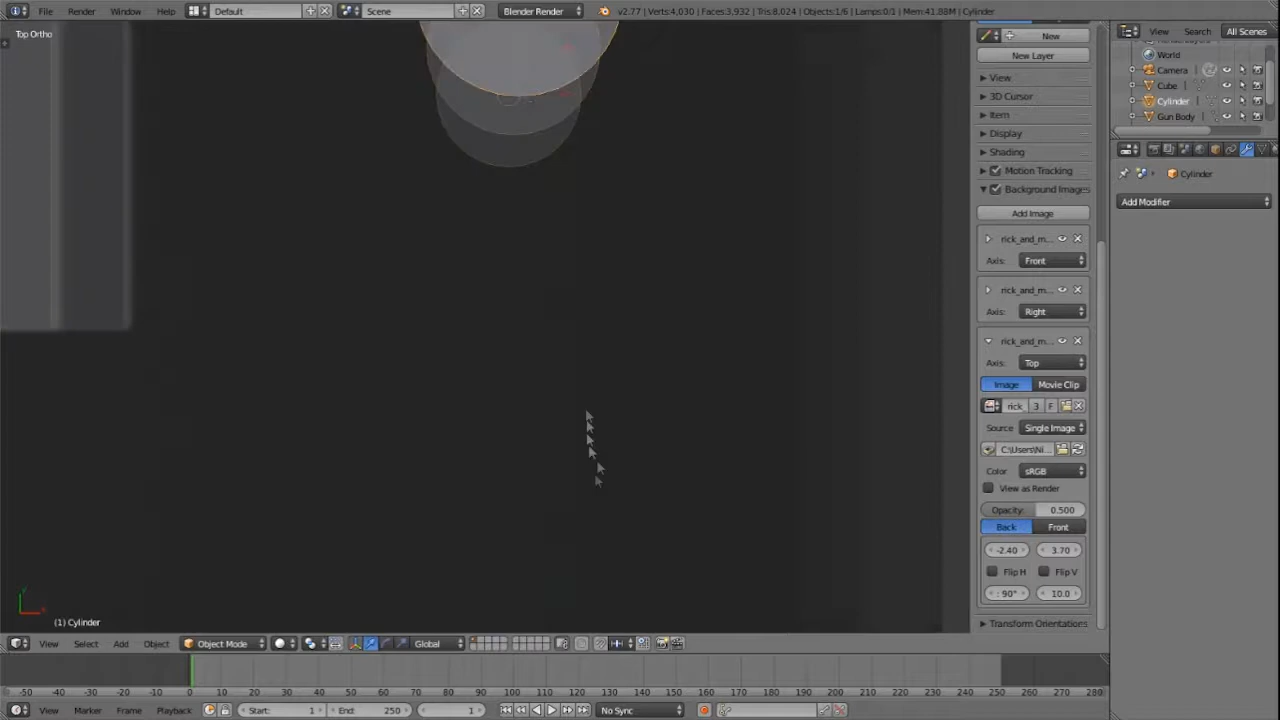 File Render Window Help Default Scene Blender Render v2.77 | Verts:4,030 | Faces:3,932 | Tris:8,024 | Objects:1/6 | Lamps:0/1 | Mem:41.88M | Cylinder
Top Ortho
New
New Layer
View
3D Cursor
Item
Display
Shading
Motion Tracking
Background Images
Add Image
rick_and_m...
Axis: Front
rick_and_m...
Axis: Right
rick_and_m...
Axis: Top
Image Movie Clip
rick 3 F
Source Single Image
C:\Users\Ni...
Color sRGB
View as Render
Opacity: 0.500
Back Front
-2.40 3.70
Flip H Flip V
: 90° 10.0
Transform Orientations
View Search All Scenes
World
Camera
Cube
Cylinder
Gun Body
Cylinder
Add Modifier
(1) Cylinder
View Select Add Object Object Mode Global
-50 -40 -30 -20 -10 0 10 20 30 40 50 60 70 80 90 100 110 120 130 140 150 160 170 180 190 200 210 220 230 240 250 260 270 280
View Marker Frame Playback Start: 1 End: 250 1 No Sync